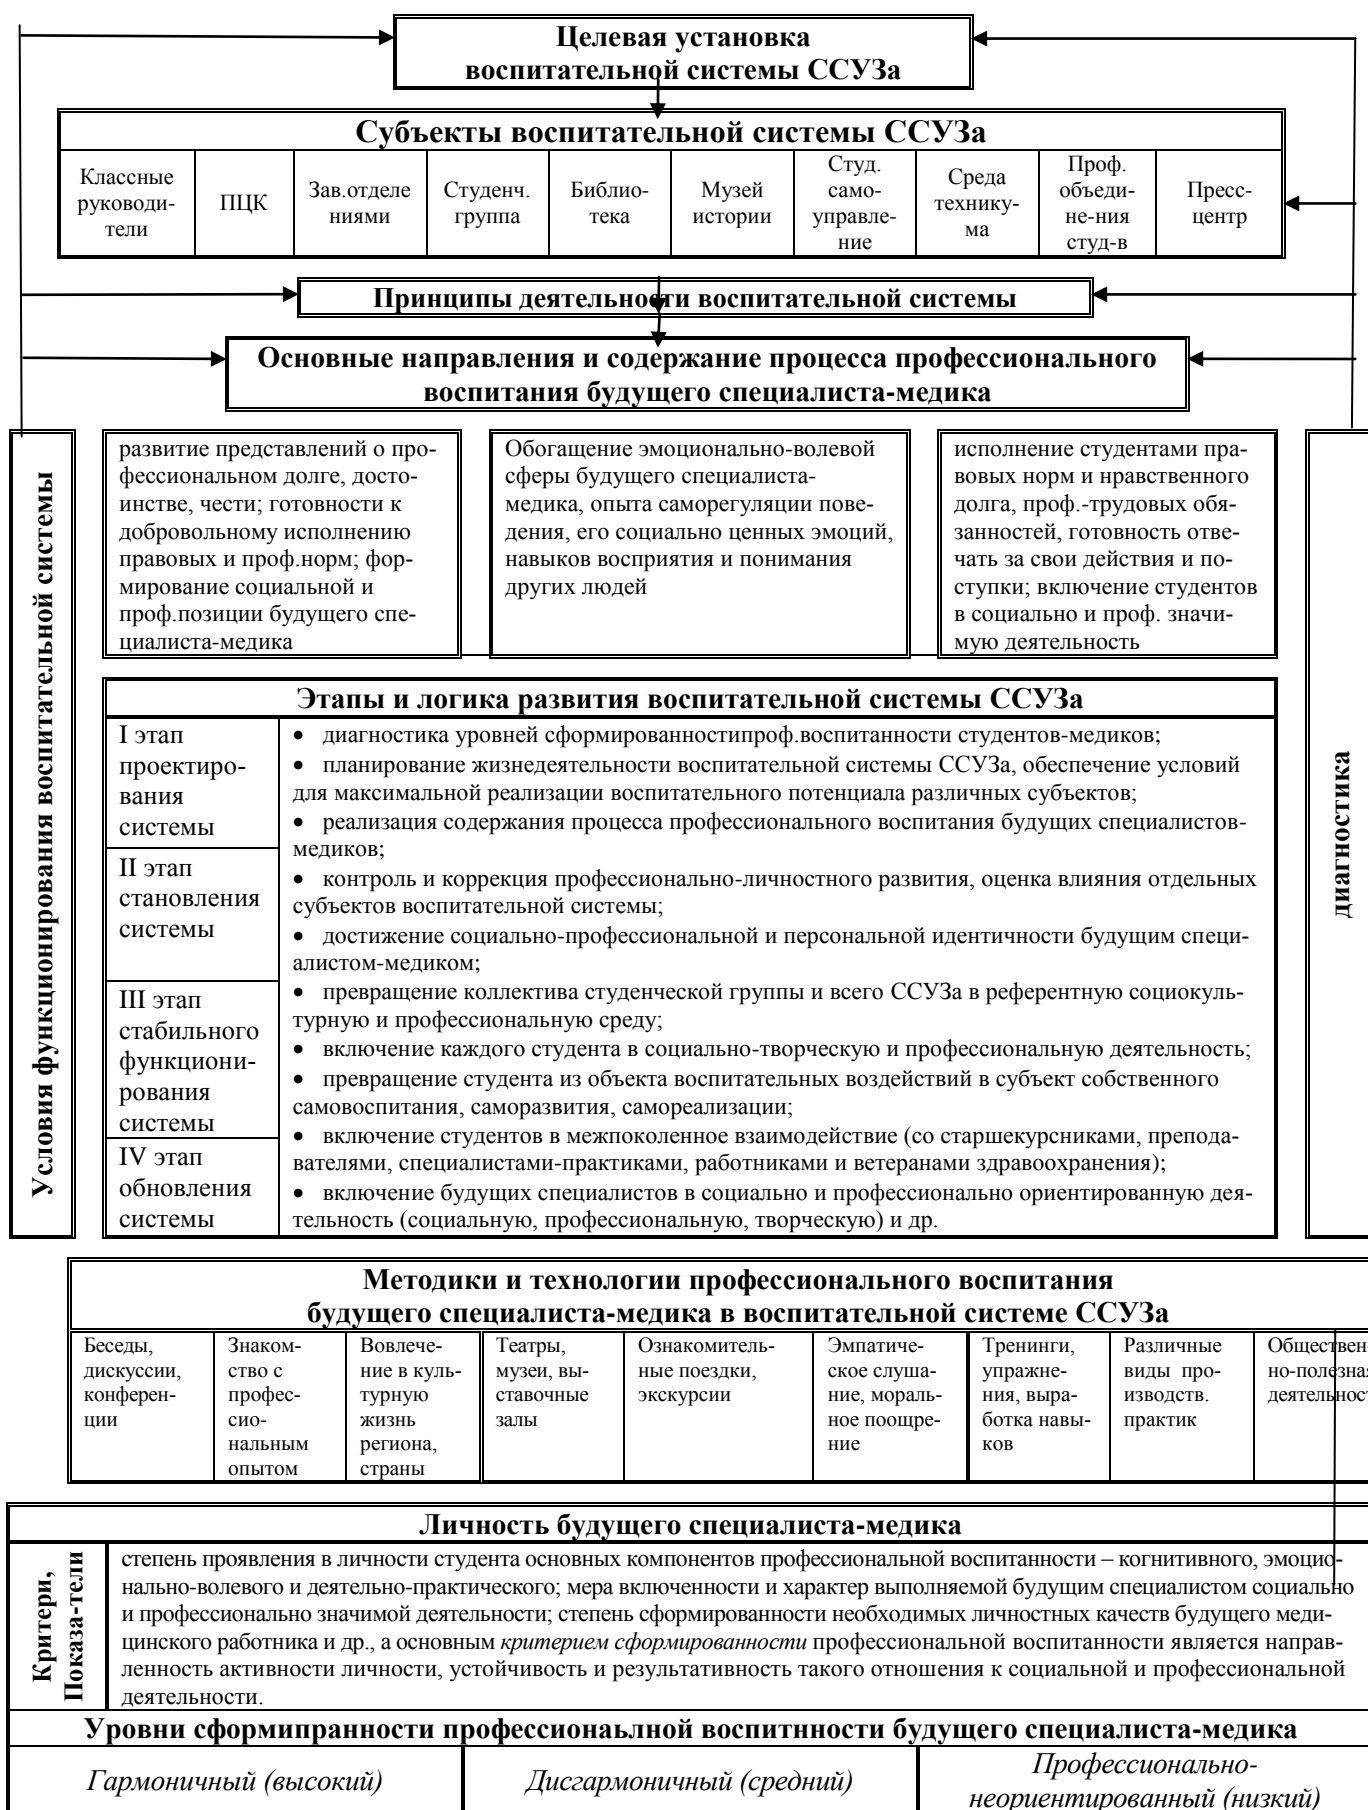 Целевая установка
воспитательной системы ССУЗа
Субъекты воспитательной системы ССУЗа
Классные
руководи-
тели
ПЦК
Зав.отделе
ниями
Студенч.
группа
Библио-
тека
Музей
истории
Студ.
само-
управле-
ние
Среда
технику-
ма
Проф.
объеди-
не-ния
студ-в
Пресс-
центр
Принципы деятельности воспитательной системы
Основные направления и содержание процесса профессионального
воспитания будущего специалиста-медика
Условия функционирования воспитательной системы
развитие представлений о про-
фессиональном долге, досто-
инстве, чести; готовности к
добровольному исполнению
правовых и проф.норм; фор-
мирование социальной и
проф.позиции будущего спе-
циалиста-медика
Обогащение эмоционально-волевой
сферы будущего специалиста-
медика, опыта саморегуляции пове-
дения, его социально ценных эмоций,
навыков восприятия и понимания
других людей
исполнение студентами пра-
вовых норм и нравственного
долга, проф.-трудовых обя-
занностей, готовность отве-
чать за свои действия и по-
ступки; включение студентов
в социально и проф. значи-
мую деятельность
диагностика
Этапы и логика развития воспитательной системы ССУЗа
I этап
проектиро-
вания
системы
II этап
становления
системы
III этап
стабильного
функциони-
рования
системы
IV этап
обновления
системы
• диагностика уровней сформированностипроф.воспитанности студентов-медиков;
• планирование жизнедеятельности воспитательной системы ССУЗа, обеспечение условий
для максимальной реализации воспитательного потенциала различных субъектов;
• реализация содержания процесса профессионального воспитания будущих специалистов-
медиков;
• контроль и коррекция профессионально-личностного развития, оценка влияния отдельных
субъектов воспитательной системы;
• достижение социально-профессиональной и персональной идентичности будущим специ-
алистом-медиком;
• превращение коллектива студенческой группы и всего ССУЗа в референтную социокуль-
турную и профессиональную среду;
• включение каждого студента в социально-творческую и профессиональную деятельность;
• превращение студента из объекта воспитательных воздействий в субъект собственного
самовоспитания, саморазвития, самореализации;
• включение студентов в межпоколенное взаимодействие (со старшекурсниками, препода-
вателями, специалистами-практиками, работниками и ветеранами здравоохранения);
• включение будущих специалистов в социально и профессионально ориентированную дея-
тельность (социальную, профессиональную, творческую) и др.
Методики и технологии профессионального воспитания
будущего специалиста-медика в воспитательной системе ССУЗа
Беседы,
дискуссии,
конферен-
ции
Знаком-
ство с
профес-
сио-
нальным
опытом
Вовлече-
ние в куль-
турную
жизнь
региона,
страны
Театры,
музеи, вы-
ставочные
залы
Ознакомитель-
ные поездки,
экскурсии
Эмпатиче-
ское слуша-
ние, мораль-
ное поощре-
ние
Тренинги,
упражне-
ния, выра-
ботка навы-
ков
Различные
виды про-
изводств.
практик
Обществен-
но-полезная
деятельност
Личность будущего специалиста-медика
Критери,
Показа-тели
степень проявления в личности студента основных компонентов профессиональной воспитанности – когнитивного, эмоцио-
нально-волевого и деятельно-практического; мера включенности и характер выполняемой будущим специалистом социально
и профессионально значимой деятельности; степень сформированности необходимых личностных качеств будущего меди-
цинского работника и др., а основным критерием сформированности профессиональной воспитанности является направ-
ленность активности личности, устойчивость и результативность такого отношения к социальной и профессиональной
деятельности.
Уровни сформипранности профессионаьлной воспитнности будущего специалиста-медика
Гармоничный (высокий)
Дисгармоничный (средний)
Профессионально-
неориентированный (низкий)